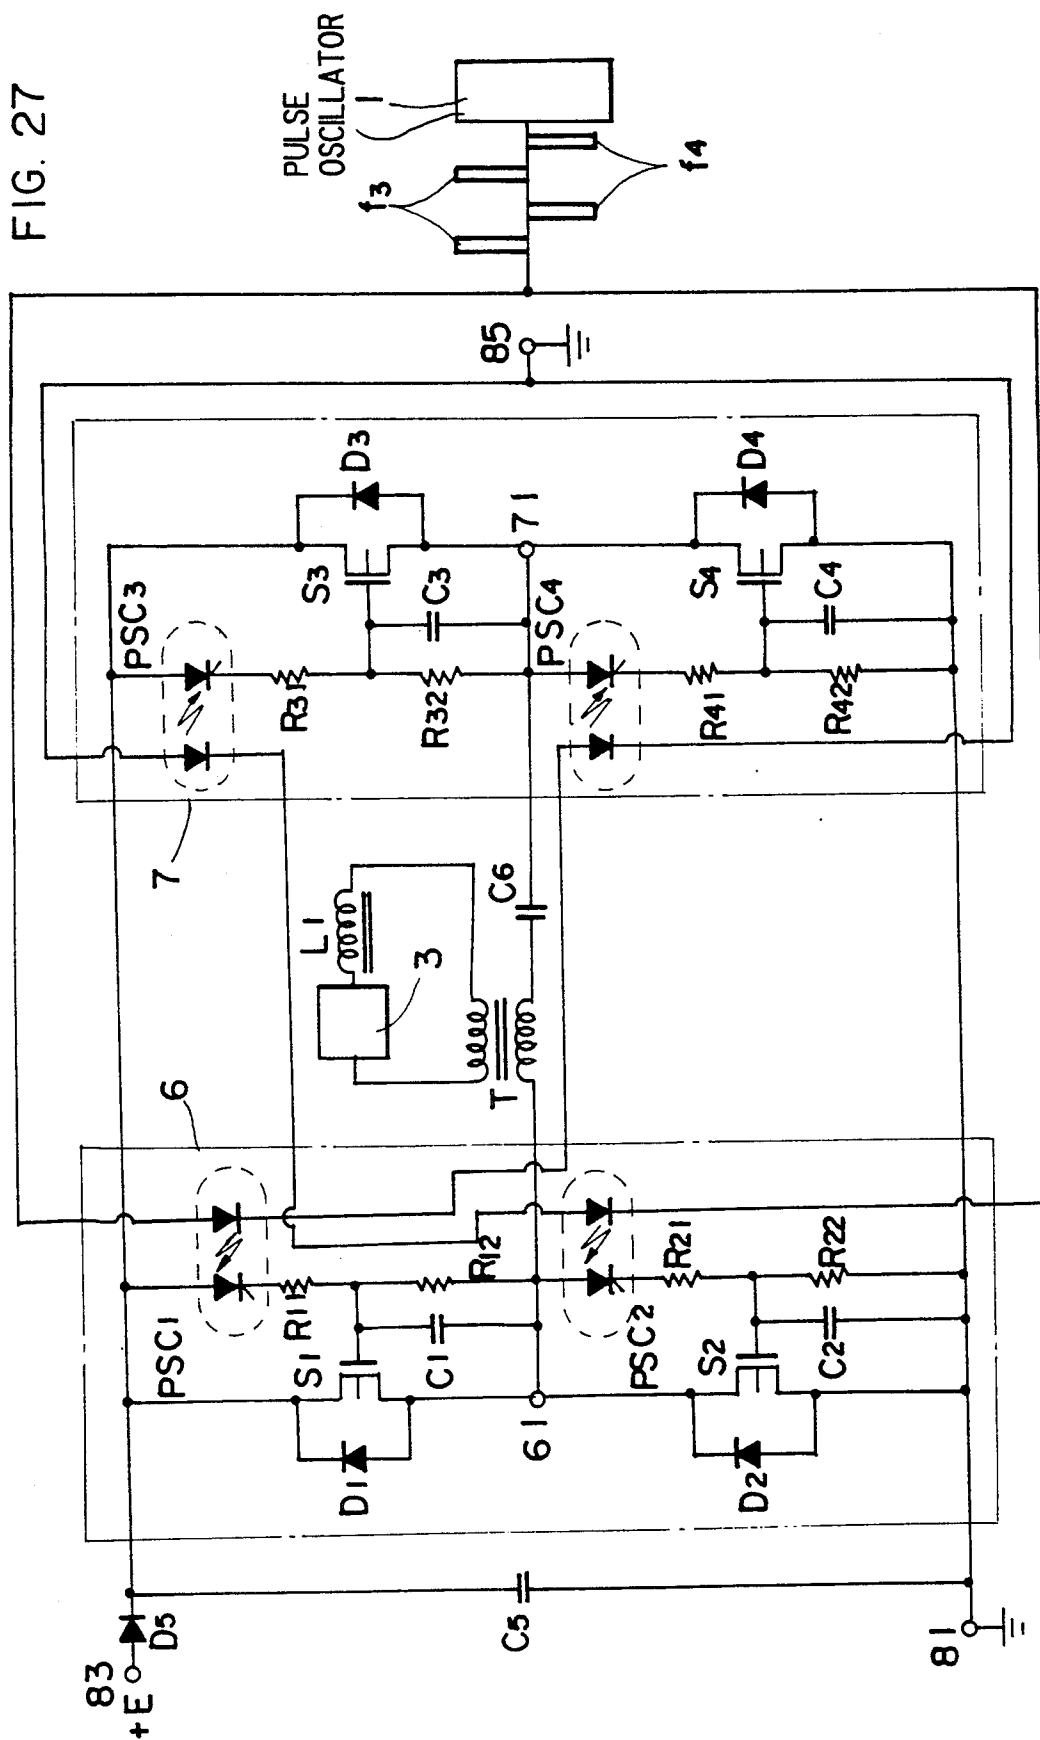 FIG. 27
PULSE
OSCILLATOR
1
f3
f4
85
7
PSC3
R31
R32
S3
C3
D3
71
PSC4
R41
R42
S4
C4
D4
L1
3
T
C6
6
PSC1
R11
R12
S1
C1
D1
61
PSC2
R21
R22
S2
C2
D2
83
+E
D5
C5
81